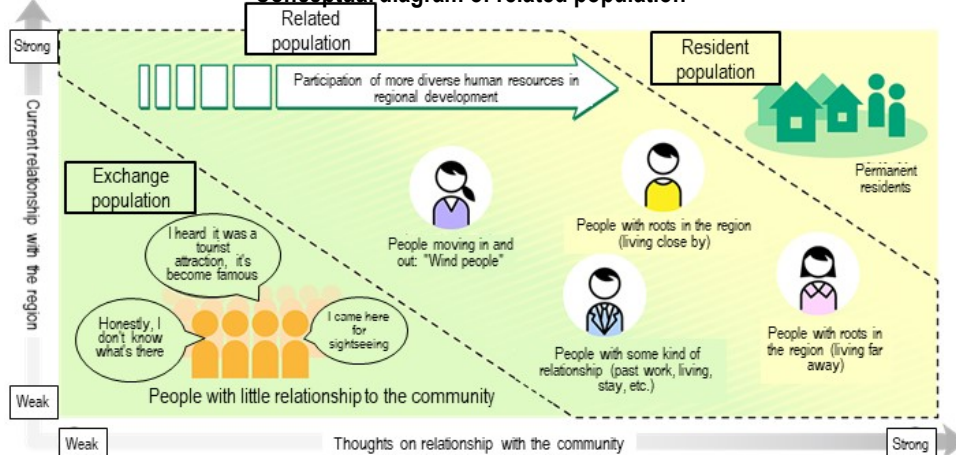 Conceptual diagram of related population
Related
population
Strong
Resident
population
Participation of more diverse human resources in
regional development
Current relationship with the region
Exchange
population
Permanent
residents
I heard it was a
tourist
attraction, it's
become famous
People moving in and
out: "Wind people"
People with roots in the region
(living close by)
Honestly, I
don't know
what's there
I came here
for
sightseeing
People with some kind of
relationship (past work, living,
stay, etc.)
People with roots in
the region (living far
away)
People with little relationship to the community
Weak
Weak
Thoughts on relationship with the community
Strong